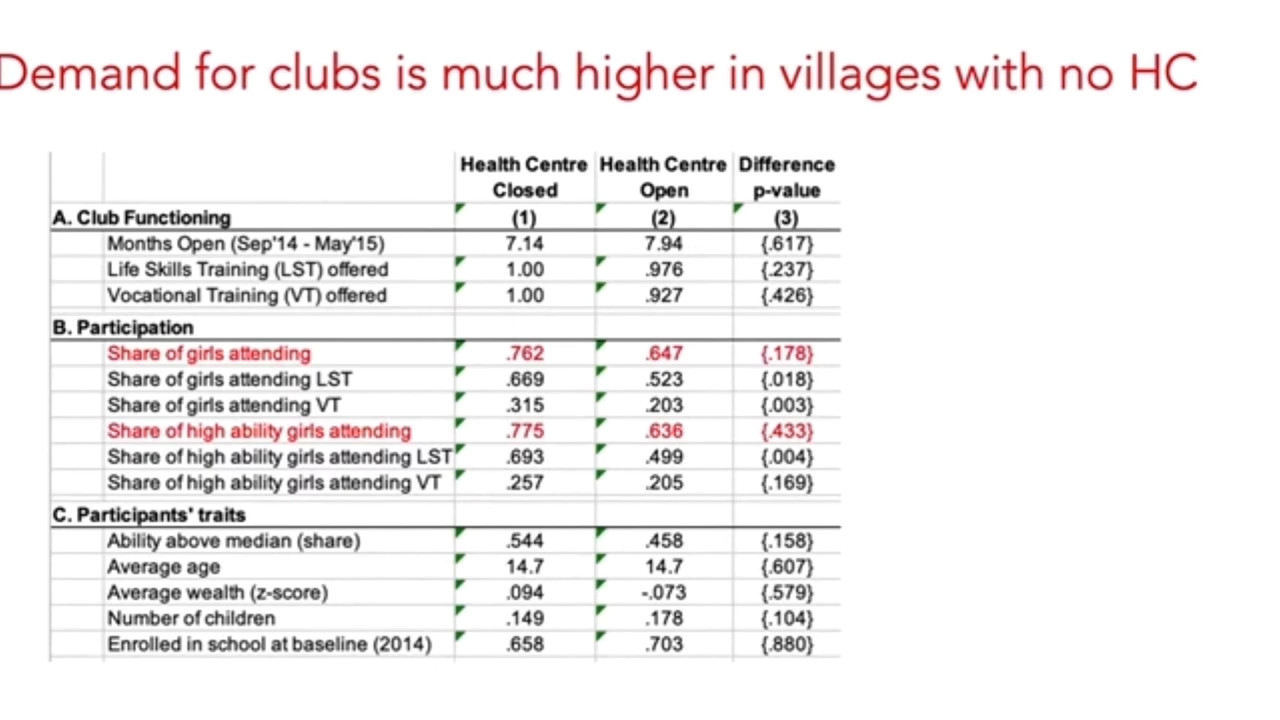 Demand for clubs is much higher in villages with no HC
Health Centre Health Centre Difference
Closed Open p-value
A. Club Functioning (1) (2) (3)
Months Open (Sep'14 - May'15) 7.14 7.94 {.617}
Life Skills Training (LST) offered 1.00 .976 {.237}
Vocational Training (VT) offered 1.00 .927 {.426}
B. Participation
Share of girls attending .762 .647 {.178}
Share of girls attending LST .669 .523 {.018}
Share of girls attending VT .315 .203 {.003}
Share of high ability girls attending .775 .636 {.433}
Share of high ability girls attending LST .693 .499 {.004}
Share of high ability girls attending VT .257 .205 {.169}
C. Participants' traits
Ability above median (share) .544 .458 {.158}
Average age 14.7 14.7 {.607}
Average wealth (z-score) .094 -.073 {.579}
Number of children .149 .178 {.104}
Enrolled in school at baseline (2014) .658 .703 {.880}